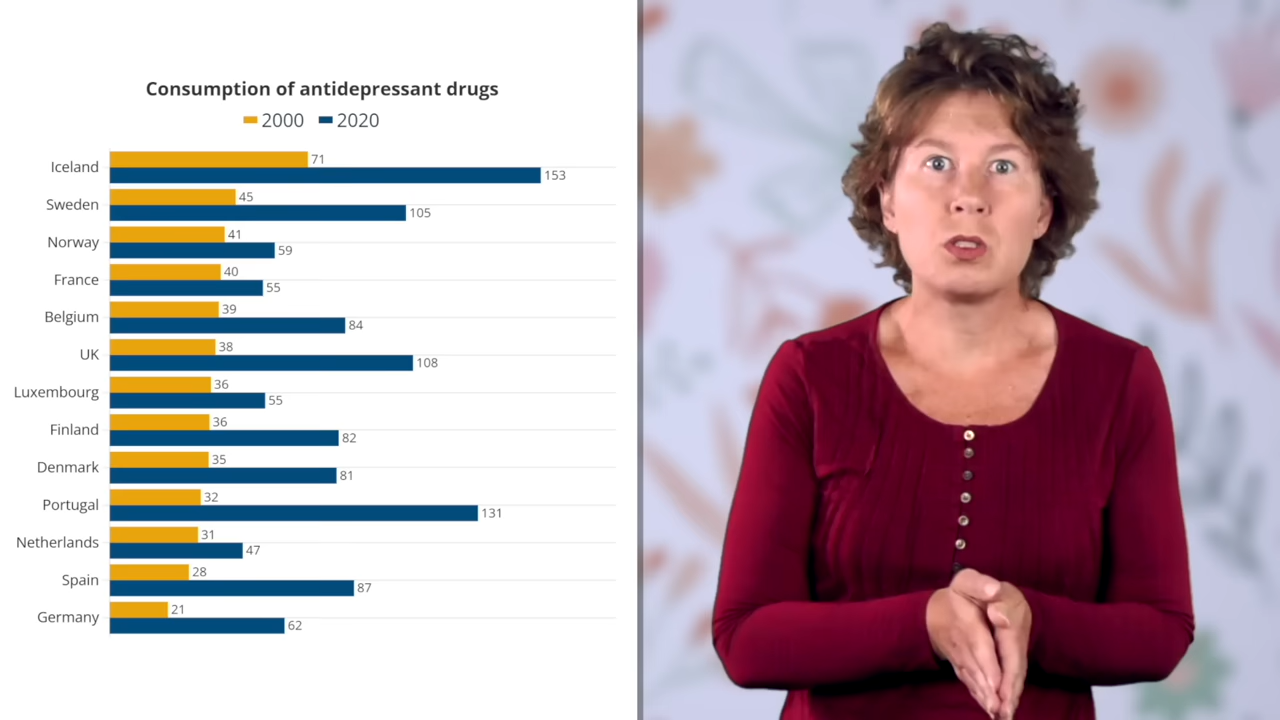 Consumption of antidepressant drugs
2000 2020
Iceland 71
153
Sweden 45
105
Norway 41
59
France 40
55
Belgium 39
84
UK 38
108
Luxembourg 36
55
Finland 36
82
Denmark 35
81
Portugal 32
131
Netherlands 31
47
Spain 28
87
Germany 21
62